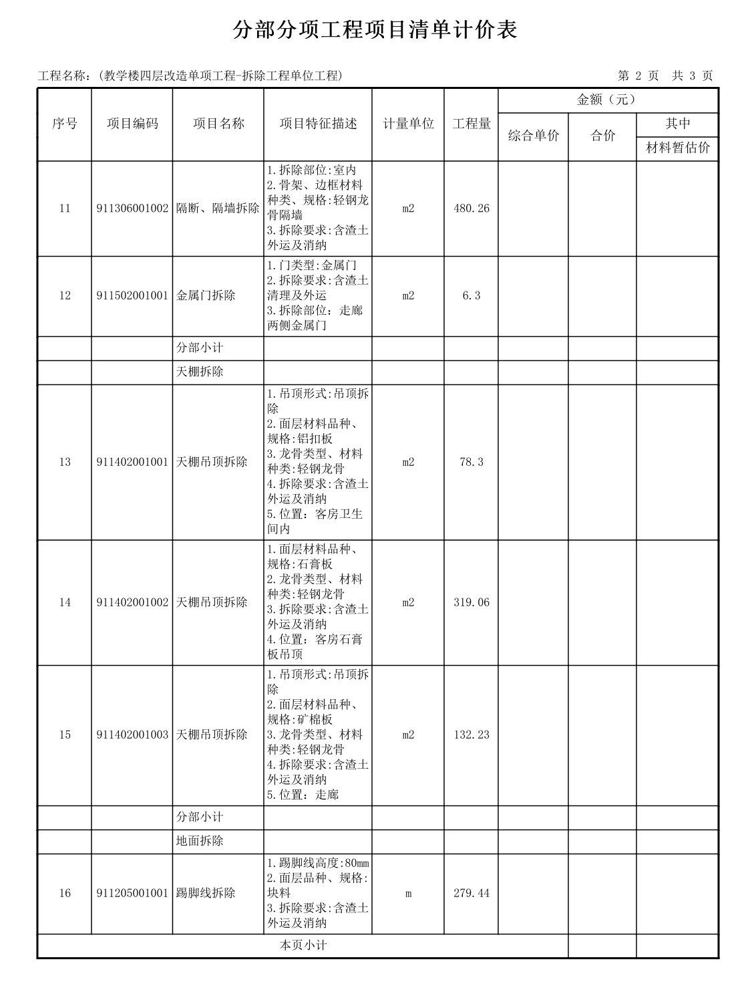 分部分项工程项目清单计价表
工程名称：(教学楼四层改造单项工程-拆除工程单位工程)
第 2 页 共 3 页
序号
项目编码
项目名称
项目特征描述
计量单位
工程量
金额（元）
综合单价
合价
其中
材料暂估价
11
911306001002
隔断、隔墙拆除
1.拆除部位:室内
2.骨架、边框材料
种类、规格:轻钢龙
骨隔墙
3.拆除要求:含渣土
外运及消纳
m2
480.26
12
911502001001
金属门拆除
1.门类型:金属门
2.拆除要求:含渣土
清理及外运
3.拆除部位：走廊
两侧金属门
m2
6.3
分部小计
天棚拆除
13
911402001001
天棚吊顶拆除
1.吊顶形式:吊顶拆
除
2.面层材料品种、
规格:铝扣板
3.龙骨类型、材料
种类:轻钢龙骨
4.拆除要求:含渣土
外运及消纳
5.位置：客房卫生
间内
m2
78.3
14
911402001002
天棚吊顶拆除
1.面层材料品种、
规格:石膏板
2.龙骨类型、材料
种类:轻钢龙骨
3.拆除要求:含渣土
外运及消纳
4.位置：客房石膏
板吊顶
m2
319.06
15
911402001003
天棚吊顶拆除
1.吊顶形式:吊顶拆
除
2.面层材料品种、
规格:矿棉板
3.龙骨类型、材料
种类:轻钢龙骨
4.拆除要求:含渣土
外运及消纳
5.位置：走廊
m2
132.23
分部小计
地面拆除
16
911205001001
踢脚线拆除
1.踢脚线高度:80mm
2.面层品种、规格:
块料
3.拆除要求:含渣土
外运及消纳
m
279.44
本页小计